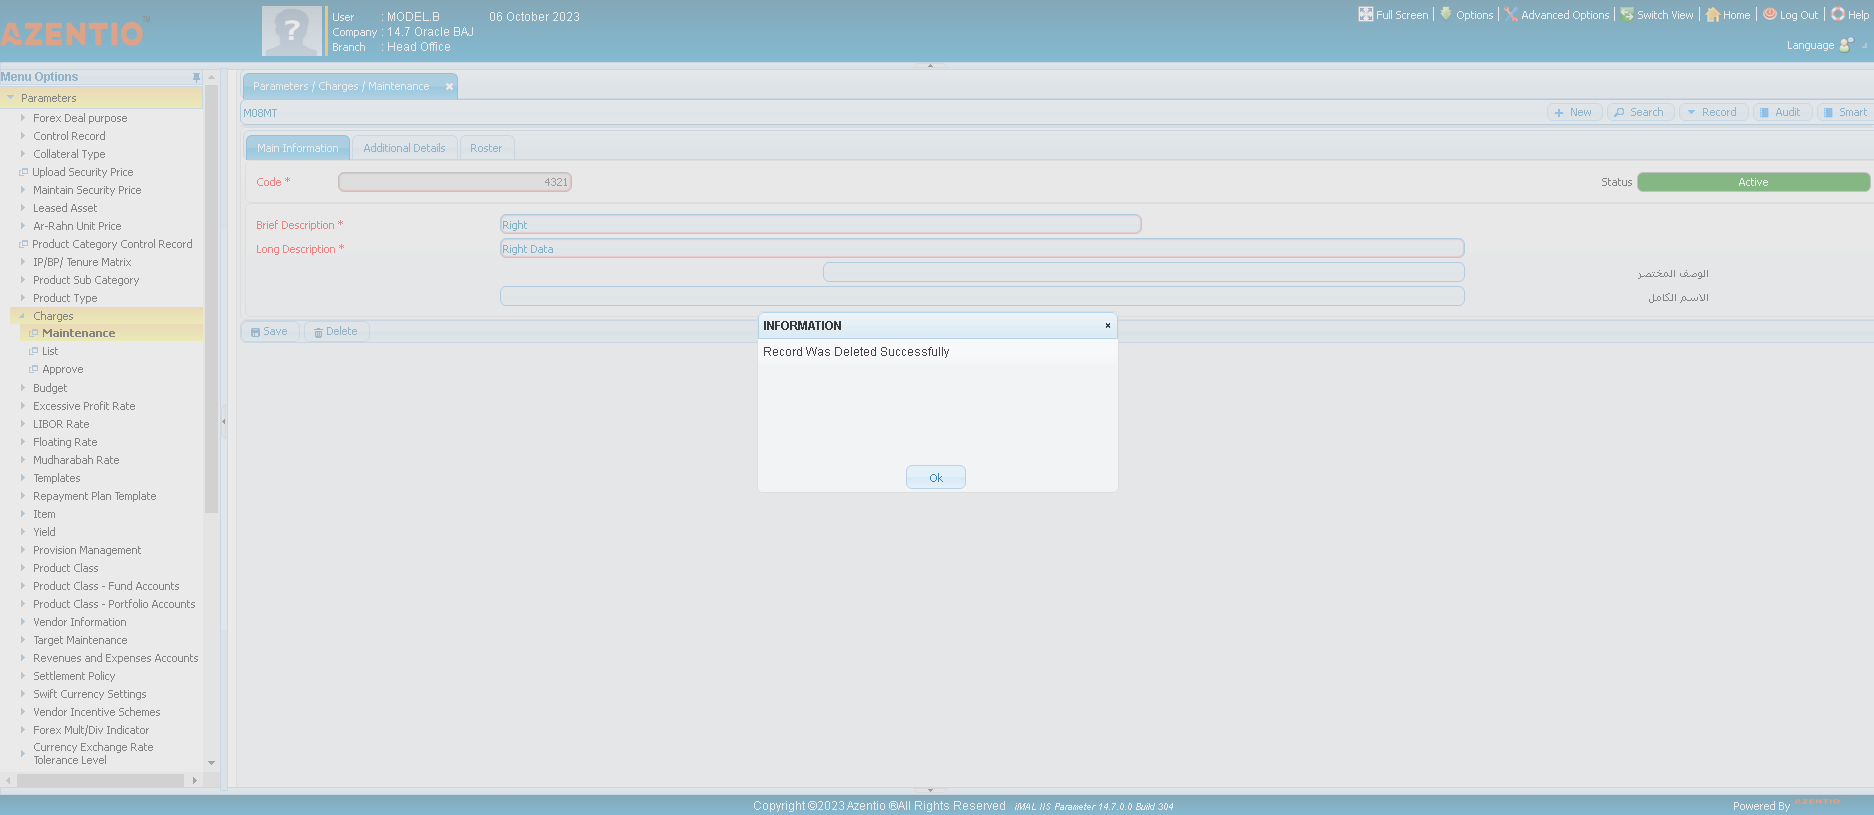 AZENTIO™
User : MODEL.B 06 October 2023
Company : 14.7 Oracle BAJ
Branch : Head Office
Full Screen Options Advanced Options Switch View Home Log Out Help
Language
Menu Options
Parameters
Forex Deal purpose
Control Record
Collateral Type
Upload Security Price
Maintain Security Price
Leased Asset
Ar-Rahn Unit Price
Product Category Control Record
IP/BP/ Tenure Matrix
Product Sub Category
Product Type
Charges
Maintenance
List
Approve
Budget
Excessive Profit Rate
LIBOR Rate
Floating Rate
Mudharabah Rate
Templates
Repayment Plan Template
Item
Yield
Provision Management
Product Class
Product Class - Fund Accounts
Product Class - Portfolio Accounts
Vendor Information
Target Maintenance
Revenues and Expenses Accounts
Settlement Policy
Swift Currency Settings
Vendor Incentive Schemes
Forex Mult/Div Indicator
Currency Exchange Rate
Tolerance Level
Parameters / Charges / Maintenance
M08MT
New Search Record Audit Smart
Main Information Additional Details Roster
Code * 4321 Status Active
Brief Description * Right
Long Description * Right Data
الوصف المختصر
الاسم الكامل
Save Delete
INFORMATION
Record Was Deleted Successfully
Ok
Copyright ©2023 Azentio ®All Rights Reserved iMAL IIS Parameter 14.7.0.0 Build 304
Powered By AZENTIO